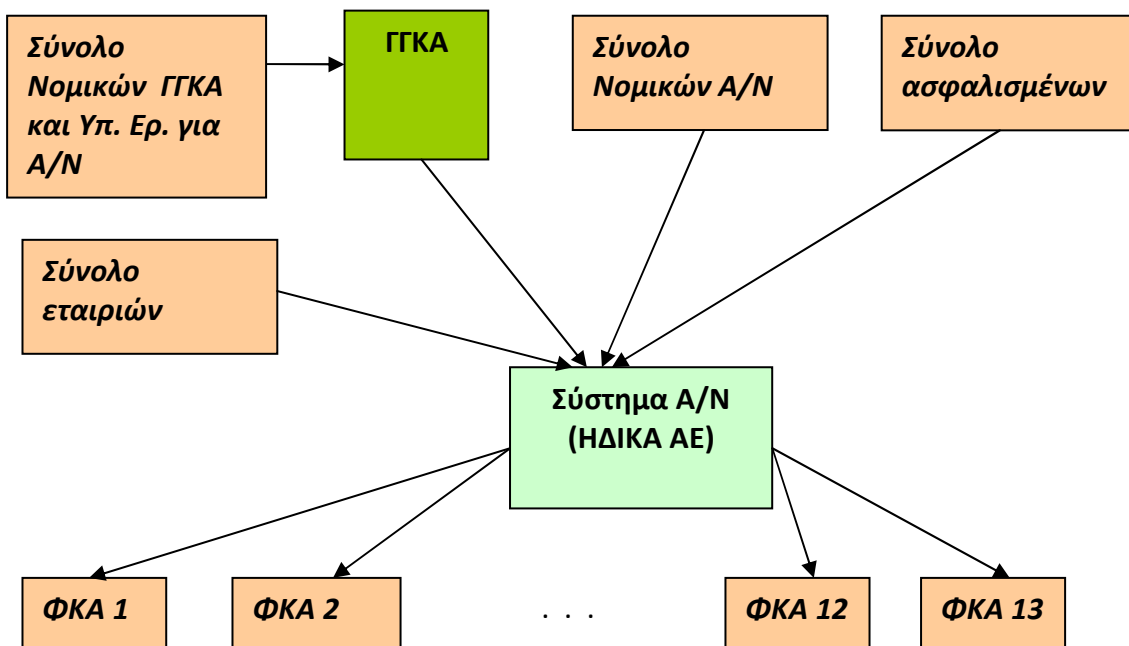 Σύνολο
Νομικών ΓΓΚΑ
και Υπ. Ερ. για
Α/Ν
ΓΓΚΑ
Σύνολο
Νομικών Α/Ν
Σύνολο
ασφαλισμένων
Σύνολο
εταιριών
Σύστημα Α/Ν
(ΗΔΙΚΑ ΑΕ)
ΦΚΑ 1
ΦΚΑ 2
. . .
ΦΚΑ 12
ΦΚΑ 13